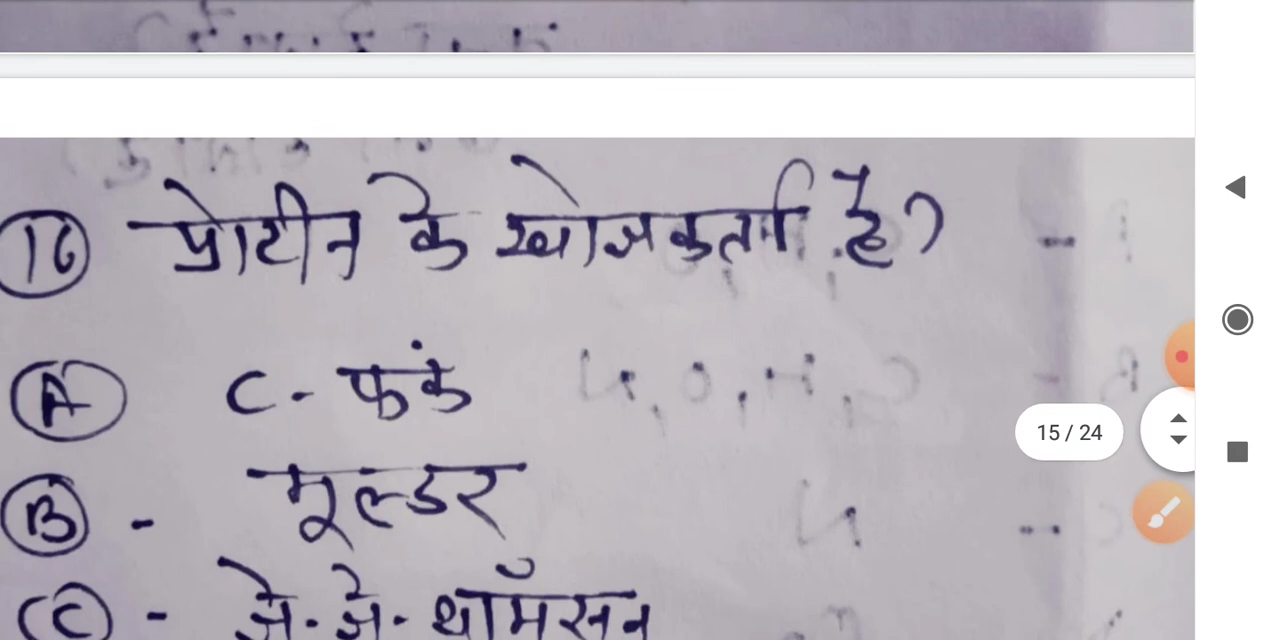 16 प्रोटीन के खोजकर्ता है?
A C - फंक
B - मूल्डर
(C) - जे. जे. थॉमसन
15 / 24